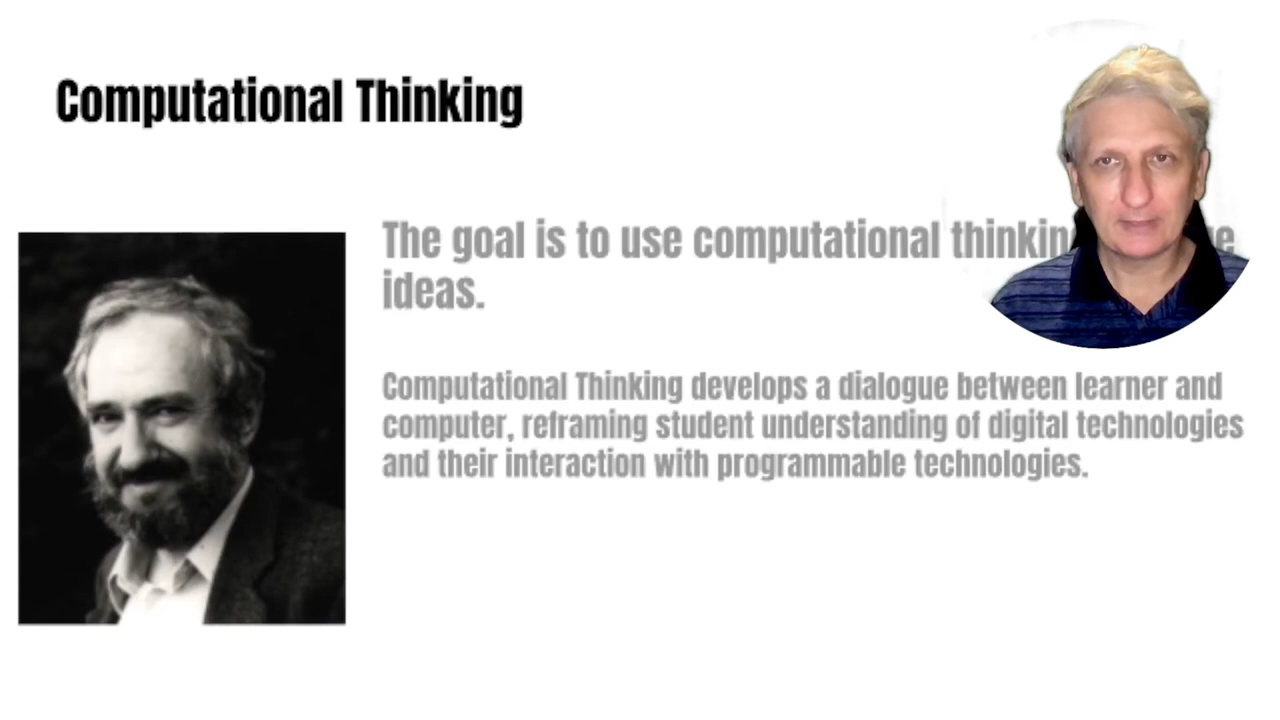 Computational Thinking
The goal is to use computational
ideas.
Computational Thinking develops a dialogue between learner and
computer, reframing student understanding of digital technologies
and their interaction with programmable technologies.